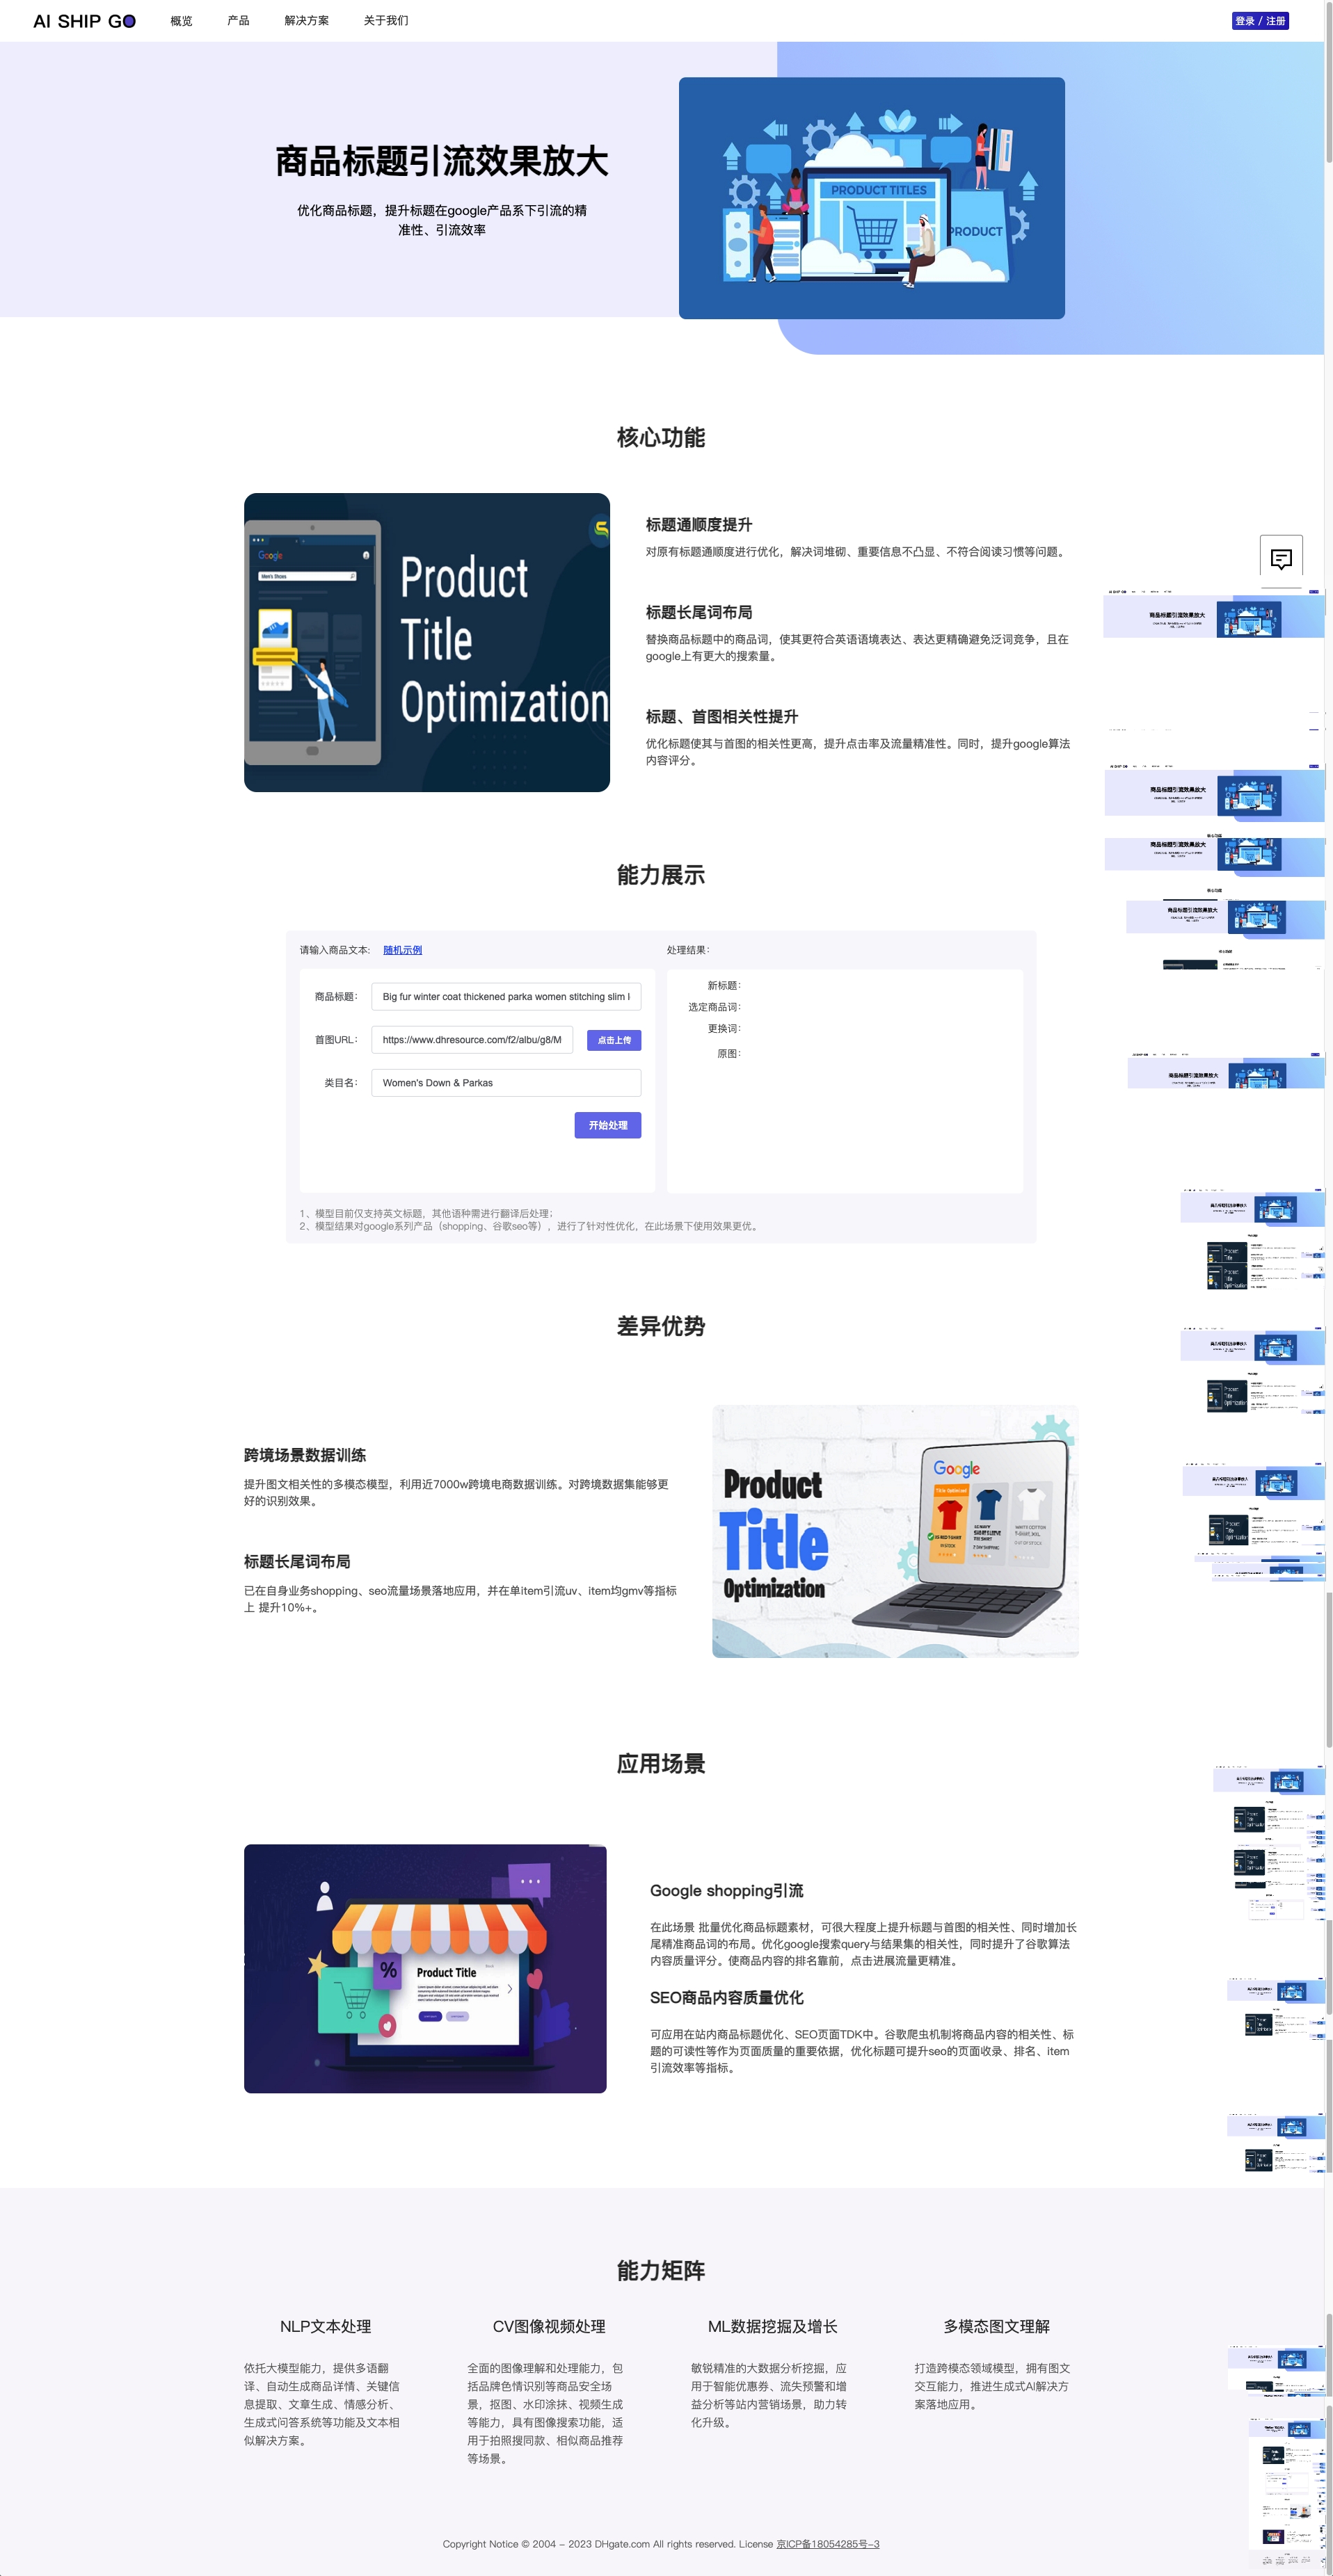 AI SHIP GO 概览 产品 解决方案 关于我们 登录 / 注册
商品标题引流效果放大
优化商品标题，提升标题在google产品系下引流的精
准性、引流效率
PRODUCT TITLES
PRODUCT
核心功能
Google
Men's Shoes
Product
Title
Optimization
标题通顺度提升
对原有标题通顺度进行优化，解决词堆砌、重要信息不凸显、不符合阅读习惯等问题。
标题长尾词布局
替换商品标题中的商品词，使其更符合英语语境表达、表达更精确避免泛词竞争，且在
google上有更大的搜索量。
标题、首图相关性提升
优化标题使其与首图的相关性更高，提升点击率及流量精准性。同时，提升google算法
内容评分。
能力展示
请输入商品文本: 随机示例
商品标题:
Big fur winter coat thickened parka women stitching slim l
首图URL:
https://www.dhresource.com/f2/albu/g8/M
点击上传
类目名:
Women's Down & Parkas
开始处理
处理结果:
新标题:
选定商品词:
更换词:
原图:
1、模型目前仅支持英文标题，其他语种需进行翻译后处理；
2、模型结果对google系列产品（shopping、谷歌seo等），进行了针对性优化，在此场景下使用效果更优。
差异优势
跨境场景数据训练
提升图文相关性的多模态模型，利用近7000w跨境电商数据训练。对跨境数据集能够更
好的识别效果。
标题长尾词布局
已在自身业务shopping、seo流量场景落地应用，并在单item引流uv、item均gmv等指标
上 提升10%+。
Product
Title
Optimization
Google
应用场景
%
Product Title
Google shopping引流
在此场景 批量优化商品标题素材，可很大程度上提升标题与首图的相关性、同时增加长
尾精准商品词的布局。优化google搜索query与结果集的相关性，同时提升了谷歌算法
内容质量评分。使商品内容的排名靠前，点击进展流量更精准。
SEO商品内容质量优化
可应用在站内商品标题优化、SEO页面TDK中。谷歌爬虫机制将商品内容的相关性、标
题的可读性等作为页面质量的重要依据，优化标题可提升seo的页面收录、排名、item
引流效率等指标。
能力矩阵
NLP文本处理
依托大模型能力，提供多语翻
译、自动生成商品详情、关键信
息提取、文章生成、情感分析、
生成式问答系统等功能及文本相
似解决方案。
CV图像视频处理
全面的图像理解和处理能力，包
括品牌色情识别等商品安全场
景，抠图、水印涂抹、视频生成
等能力，具有图像搜索功能，适
用于拍照搜同款、相似商品推荐
等场景。
ML数据挖掘及增长
敏锐精准的大数据分析挖掘，应
用于智能优惠券、流失预警和增
益分析等站内营销场景，助力转
化升级。
多模态图文理解
打造跨模态领域模型，拥有图文
交互能力，推进生成式AI解决方
案落地应用。
Copyright Notice © 2004 - 2023 DHgate.com All rights reserved. License 京ICP备18054285号-3